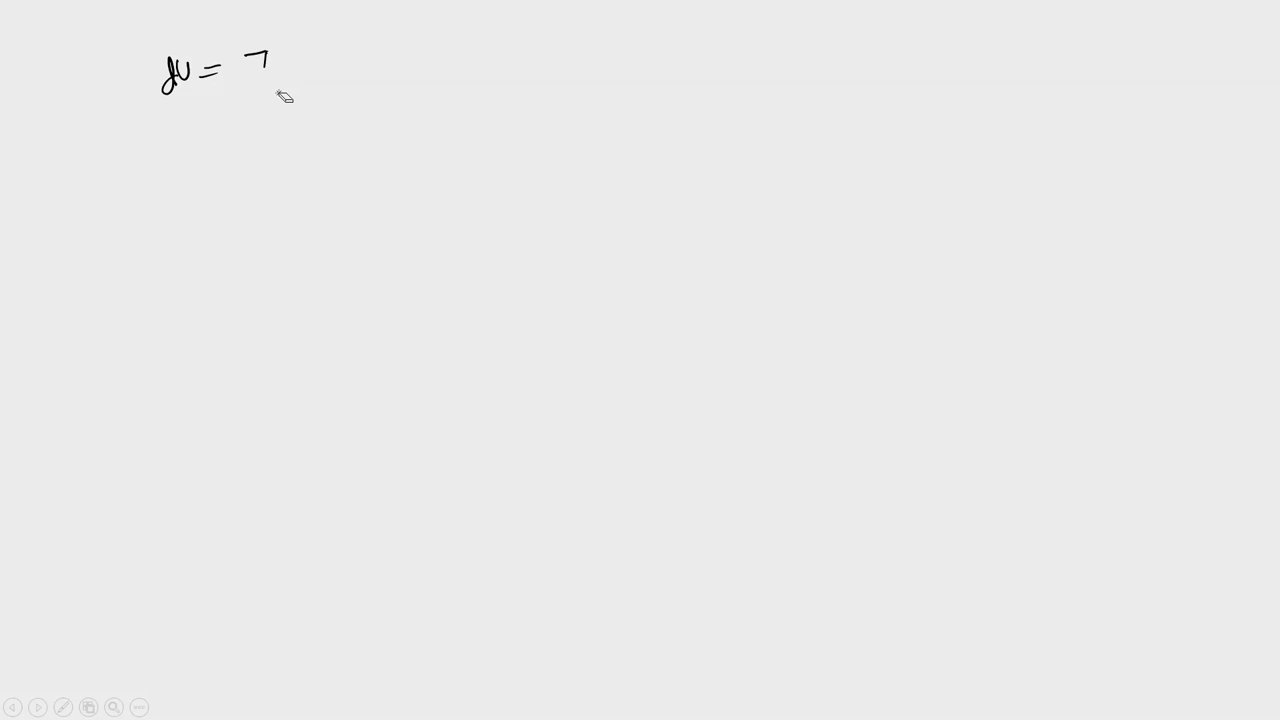 dU =